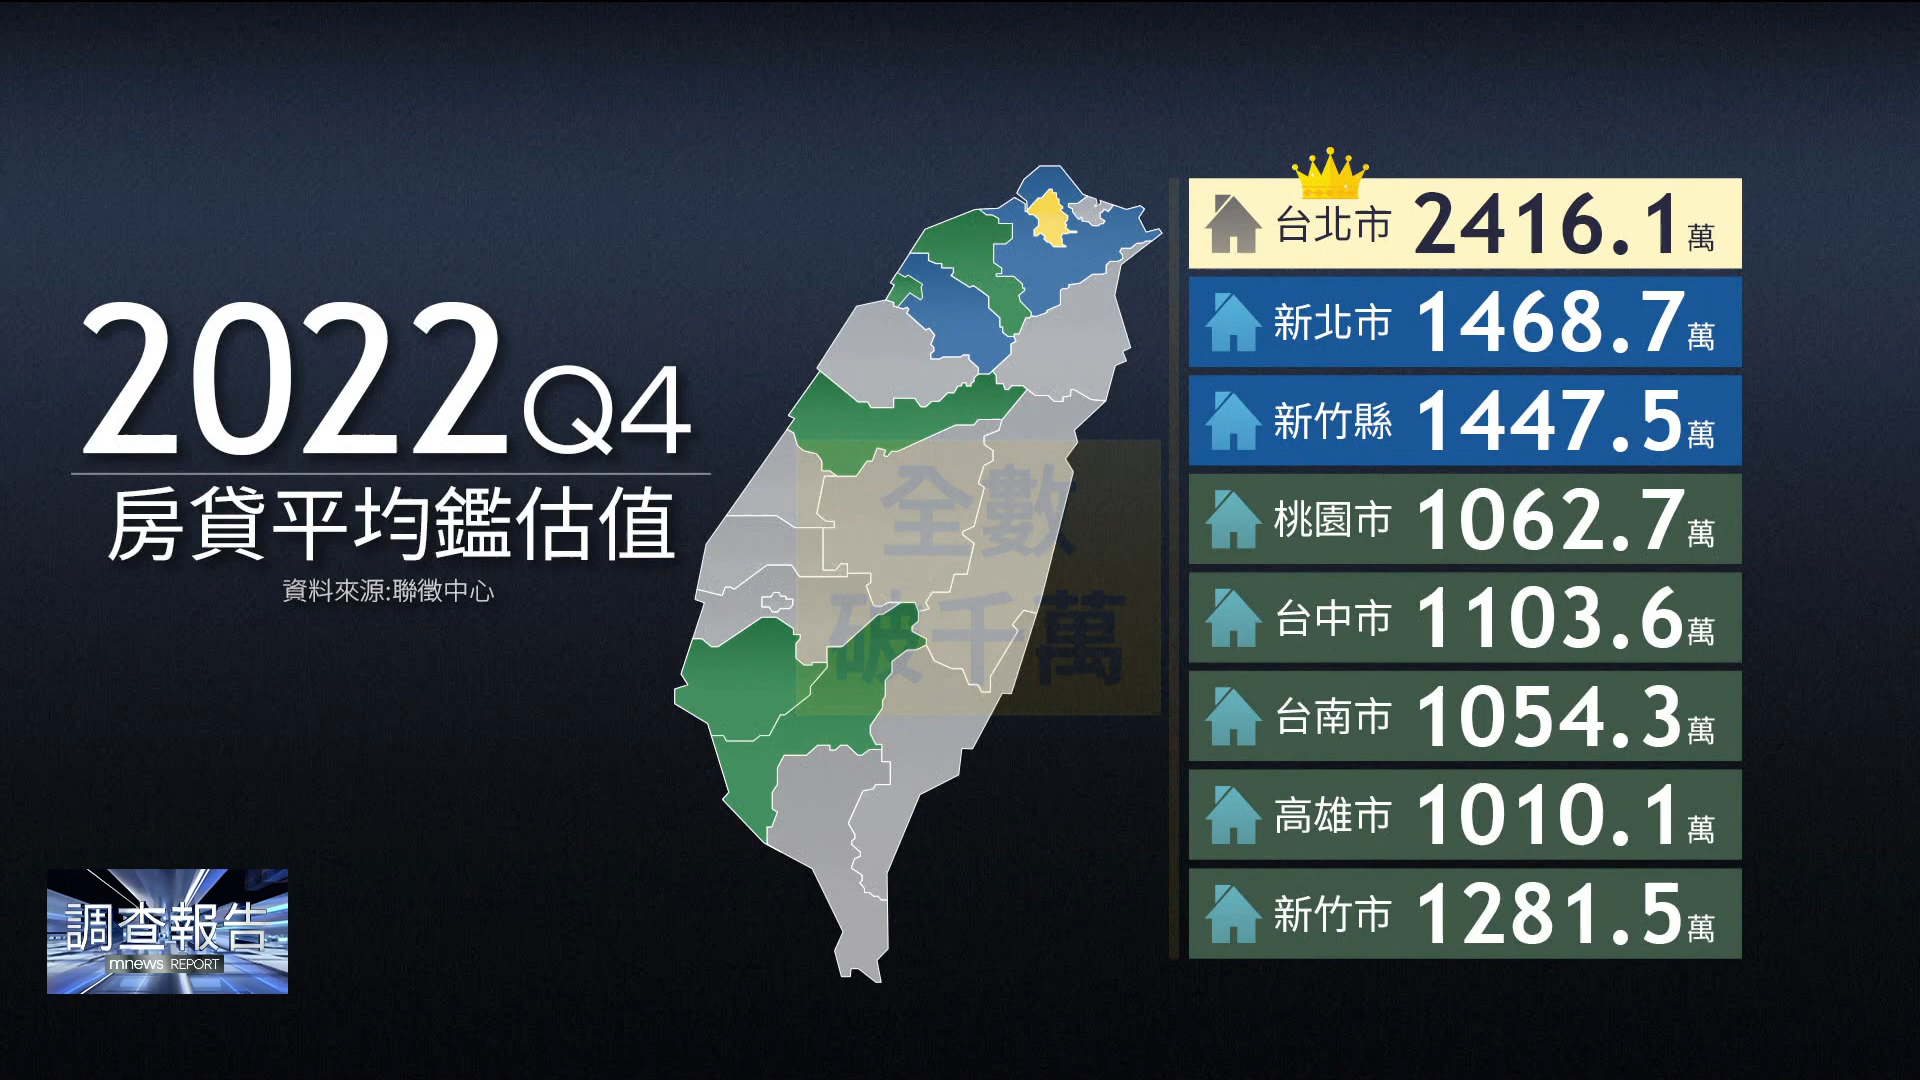 2022Q4
房貸平均鑑估值
資料來源:聯徵中心
全數
破千萬
台北市 2416.1萬
新北市 1468.7萬
新竹縣 1447.5萬
桃園市 1062.7萬
台中市 1103.6萬
台南市 1054.3萬
高雄市 1010.1萬
新竹市 1281.5萬
調查報告
mnews REPORT